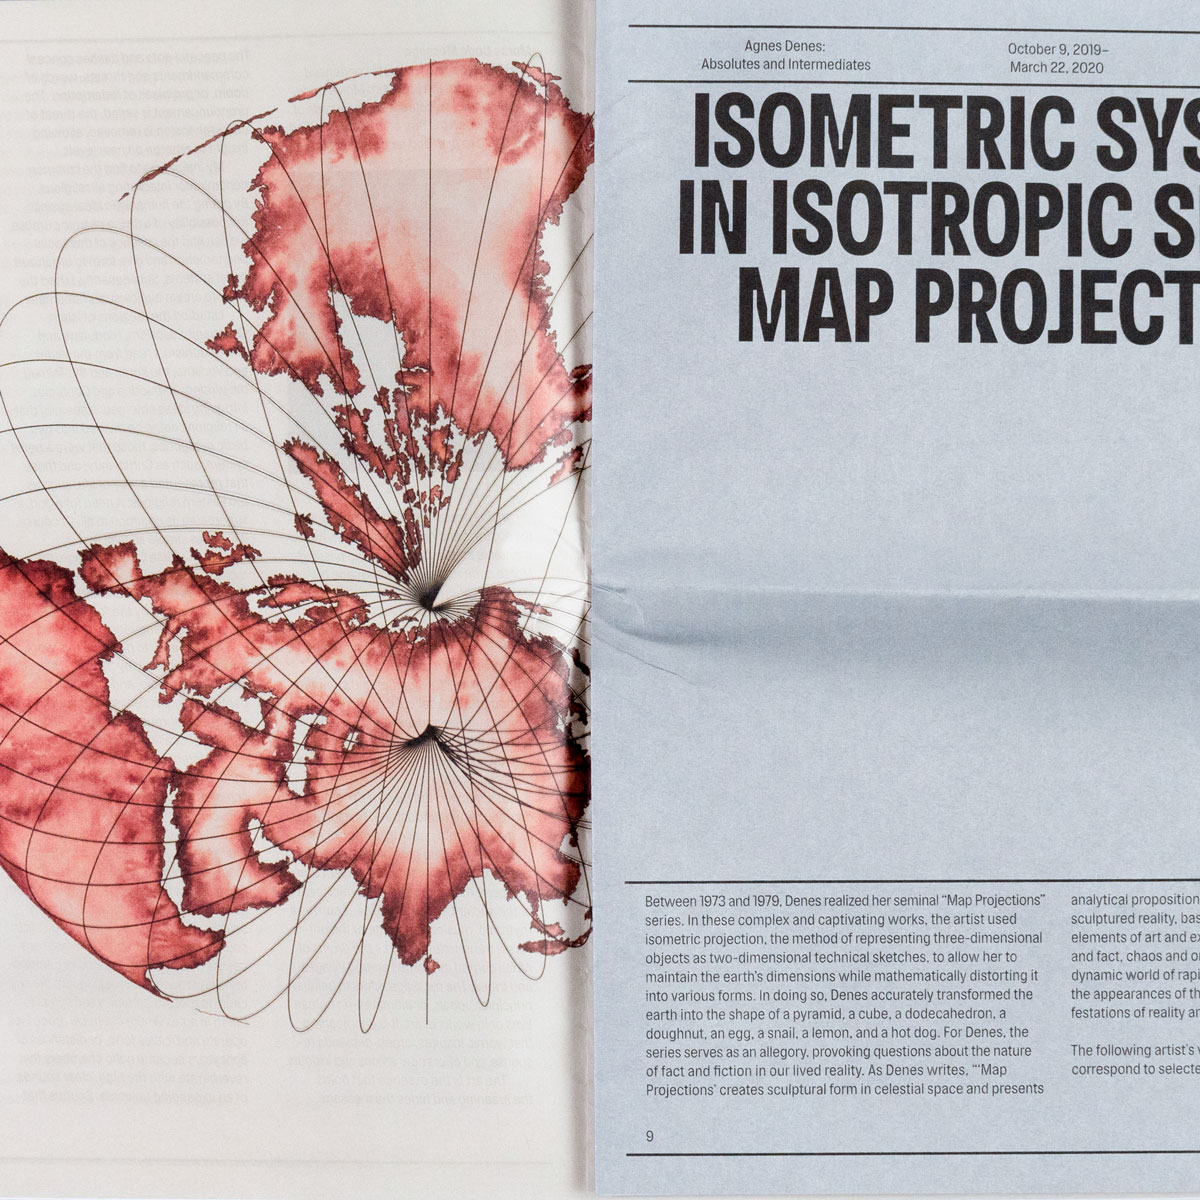 Agnes Denes:
Absolutes and Intermediates
October 9, 2019–
March 22, 2020
ISOMETRIC SYS
IN ISOTROPIC S
MAP PROJECT
Between 1973 and 1979, Denes realized her seminal “Map Projections”
series. In these complex and captivating works, the artist used
isometric projection, the method of representing three-dimensional
objects as two-dimensional technical sketches, to allow her to
maintain the earth’s dimensions while mathematically distorting it
into various forms. In doing so, Denes accurately transformed the
earth into the shape of a pyramid, a cube, a dodecahedron, a
doughnut, an egg, a snail, a lemon, and a hot dog. For Denes, the
series serves as an allegory, provoking questions about the nature
of fact and fiction in our lived reality. As Denes writes, “‘Map
Projections’ creates sculptural form in celestial space and presents
analytical proposition
sculptured reality, bas
elements of art and ex
and fact, chaos and or
dynamic world of rapi
the appearances of th
festations of reality an
The following artist’s v
correspond to selecte
9